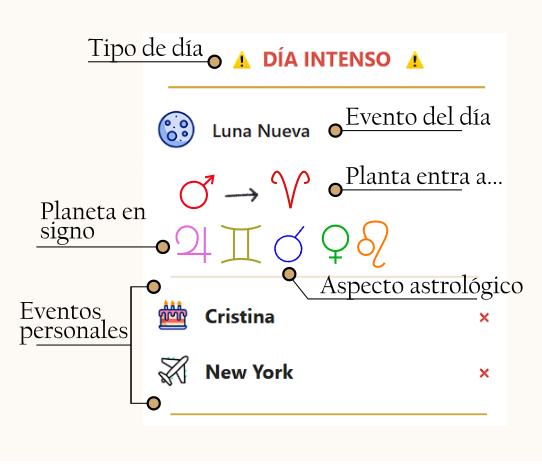 Tipo de día
⚠ DÍA INTENSO ⚠
Luna Nueva
Evento del día
♂ → ♈
Planta entra a...
Planeta en
signo
♃ ♊ ☌ ♀ ♌
Aspecto astrológico
Eventos
personales
Cristina ×
New York ×